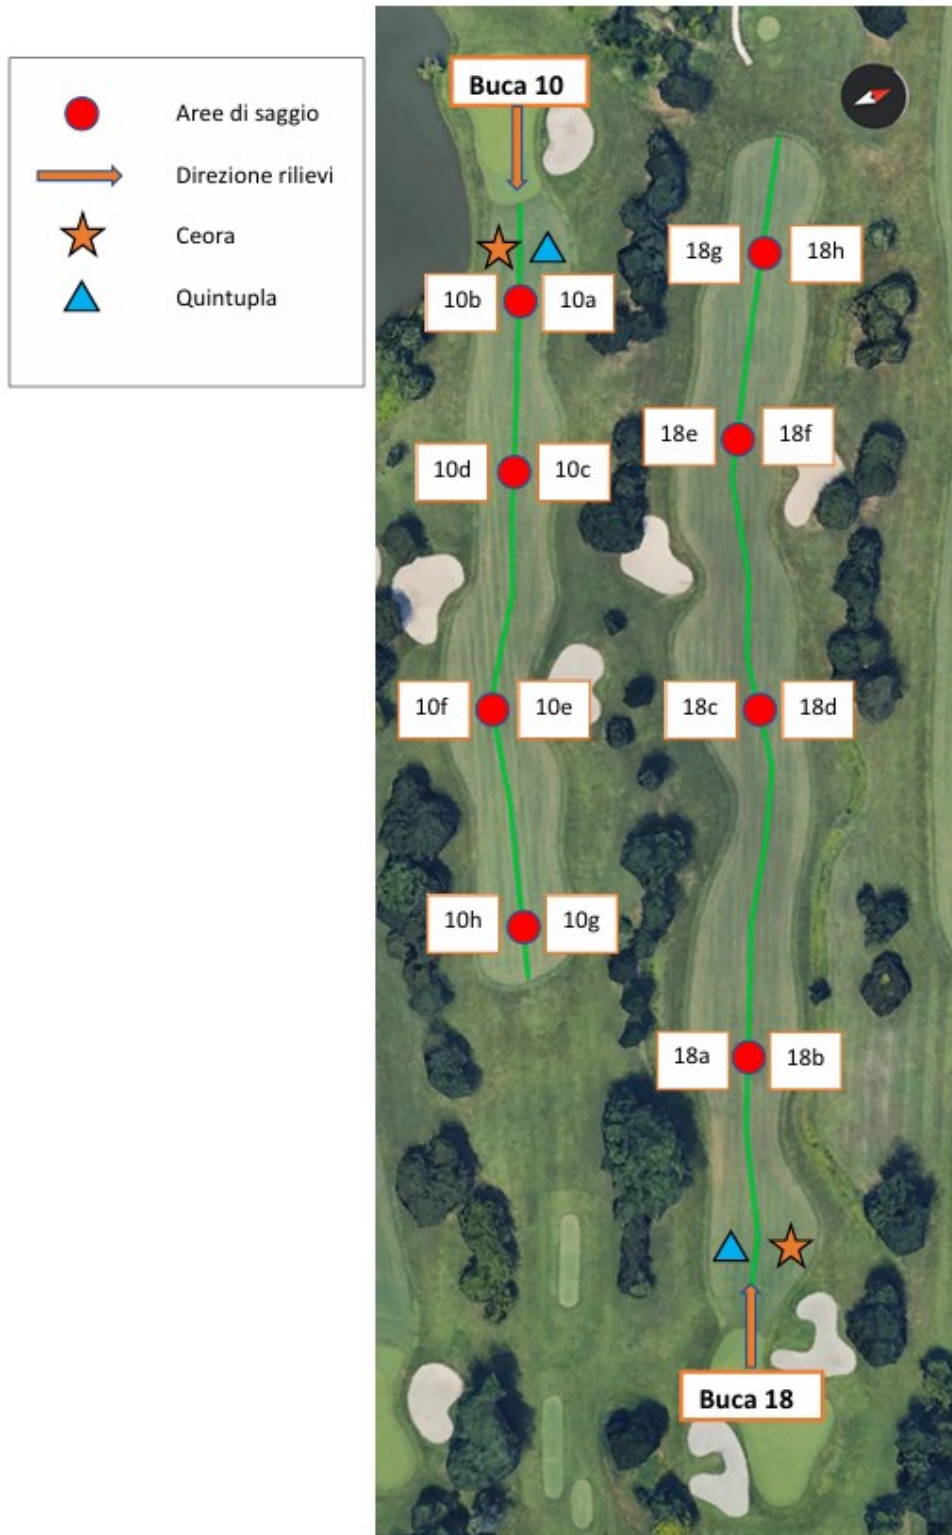 Aree di saggio
Direzione rilievi
Ceora
Quintupla
Buca 10
10b 10a
10d 10c
10f 10e
10h 10g
18g 18h
18e 18f
18c 18d
18a 18b
Buca 18